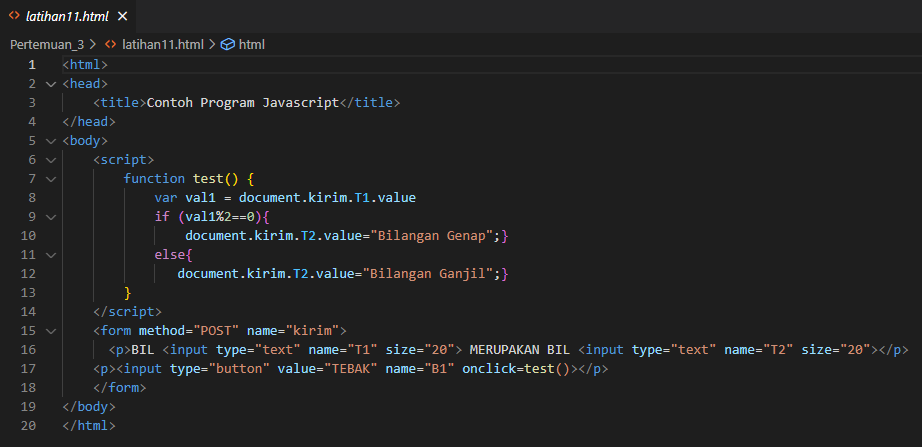 latihan11.html
Pertemuan_3 > latihan11.html > html
1 <html>
2 <head>
3 <title>Contoh Program Javascript</title>
4 </head>
5 <body>
6 <script>
7 function test() {
8 var val1 = document.kirim.T1.value
9 if (val1%2==0){
10 document.kirim.T2.value="Bilangan Genap";}
11 else{
12 document.kirim.T2.value="Bilangan Ganjil";}
13 }
14 </script>
15 <form method="POST" name="kirim">
16 <p>BIL <input type="text" name="T1" size="20"> MERUPAKAN BIL <input type="text" name="T2" size="20"></p>
17 <p><input type="button" value="TEBAK" name="B1" onclick=test()></p>
18 </form>
19 </body>
20 </html>